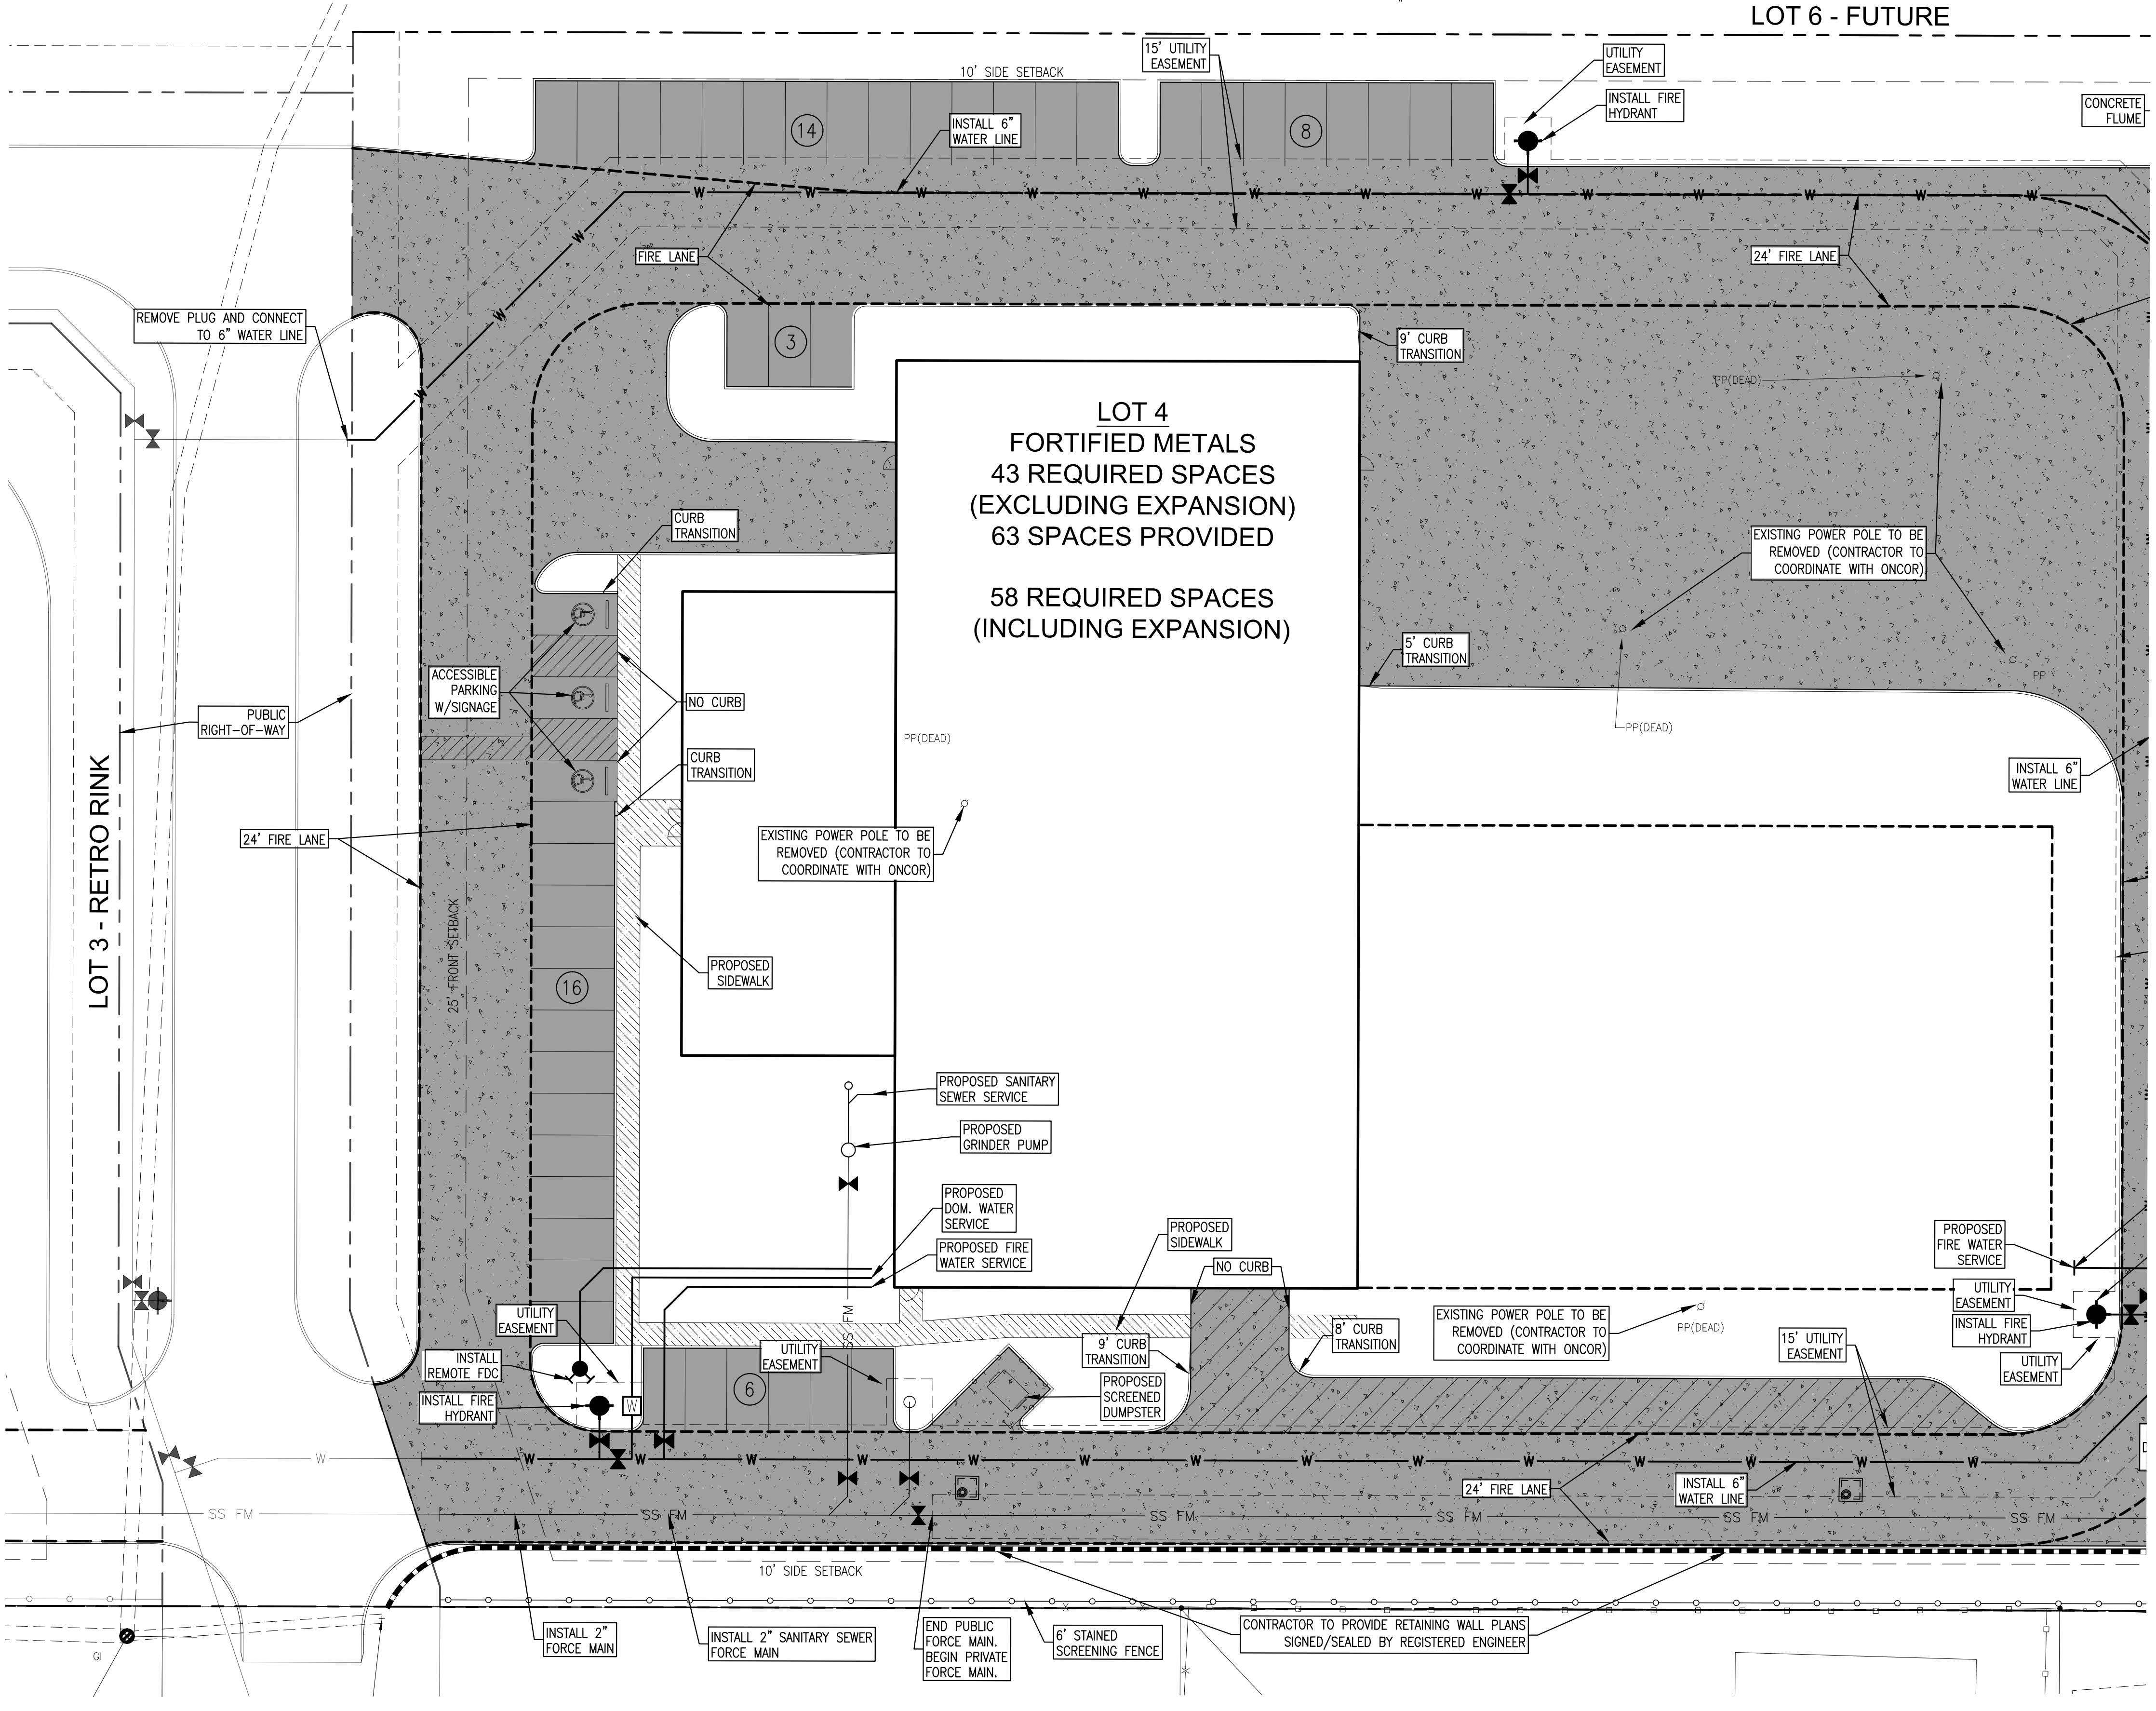 LOT 6 - FUTURE
15' UTILITY
EASEMENT
UTILITY
EASEMENT
10' SIDE SETBACK
INSTALL FIRE
HYDRANT
CONCRETE
FLUME
14
INSTALL 6"
WATER LINE
8
W W W W W W W W W W W W W
W
FIRE LANE
24' FIRE LANE
REMOVE PLUG AND CONNECT
TO 6" WATER LINE
W
3
9' CURB
TRANSITION
W
PP(DEAD)
LOT 4
FORTIFIED METALS
43 REQUIRED SPACES
(EXCLUDING EXPANSION)
63 SPACES PROVIDED
58 REQUIRED SPACES
(INCLUDING EXPANSION)
CURB
TRANSITION
EXISTING POWER POLE TO BE
REMOVED (CONTRACTOR TO
COORDINATE WITH ONCOR)
5' CURB
TRANSITION
PP
ACCESSIBLE
PARKING
W/SIGNAGE
NO CURB
PUBLIC
RIGHT-OF-WAY
PP(DEAD)
PP(DEAD)
CURB
TRANSITION
INSTALL 6"
WATER LINE
LOT 3 - RETRO RINK
24' FIRE LANE
EXISTING POWER POLE TO BE
REMOVED (CONTRACTOR TO
COORDINATE WITH ONCOR)
25' FRONT SETBACK
PROPOSED
SIDEWALK
16
PROPOSED SANITARY
SEWER SERVICE
PROPOSED
GRINDER PUMP
PROPOSED
DOM. WATER
SERVICE
PROPOSED FIRE
WATER SERVICE
PROPOSED
SIDEWALK
NO CURB
PROPOSED
FIRE WATER
SERVICE
UTILITY
EASEMENT
INSTALL FIRE
HYDRANT
UTILITY
EASEMENT
UTILITY
EASEMENT
SS FM
UTILITY
EASEMENT
9' CURB
TRANSITION
8' CURB
TRANSITION
EXISTING POWER POLE TO BE
REMOVED (CONTRACTOR TO
COORDINATE WITH ONCOR)
PP(DEAD)
15' UTILITY
EASEMENT
INSTALL
REMOTE FDC
INSTALL FIRE
HYDRANT
W
6
PROPOSED
SCREENED
DUMPSTER
W W W W W W W W W W W W W W W
24' FIRE LANE
INSTALL 6"
WATER LINE
SS FM SS FM SS FM SS FM SS FM SS FM
10' SIDE SETBACK
INSTALL 2"
FORCE MAIN
INSTALL 2" SANITARY SEWER
FORCE MAIN
END PUBLIC
FORCE MAIN.
BEGIN PRIVATE
FORCE MAIN.
6' STAINED
SCREENING FENCE
CONTRACTOR TO PROVIDE RETAINING WALL PLANS
SIGNED/SEALED BY REGISTERED ENGINEER
GI